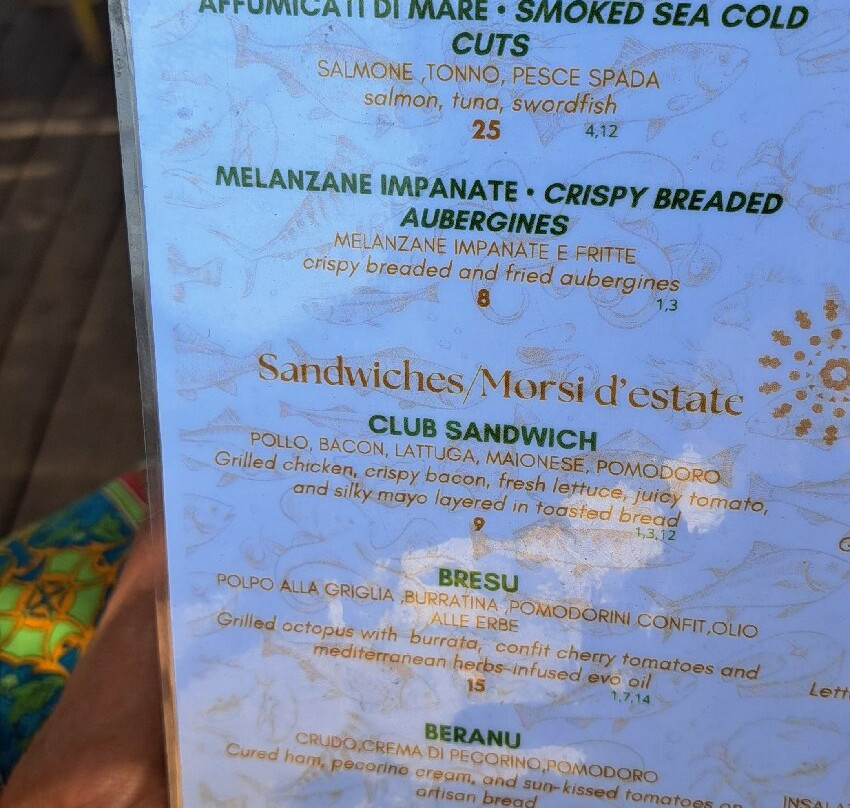 AFFUMICATI DI MARE • SMOKED SEA COLD
CUTS
SALMONE ,TONNO, PESCE SPADA
salmon, tuna, swordfish
25 4,12
MELANZANE IMPANATE • CRISPY BREADED
AUBERGINES
MELANZANE IMPANATE E FRITTE
crispy breaded and fried aubergines
8 1,3
Sandwiches/Morsi d'estate
CLUB SANDWICH
POLLO, BACON, LATTUGA, MAIONESE, POMODORO
Grilled chicken, crispy bacon, fresh lettuce, juicy tomato,
and silky mayo layered in toasted bread
9 1,3,12
BRESU
POLPO ALLA GRIGLIA ,BURRATINA ,POMODORINI CONFIT,OLIO
ALLE ERBE
Grilled octopus with burrata, confit cherry tomatoes and
mediterranean herbs-infused evo oil
15 1,7,14
Lett
BERANU
CRUDO,CREMA DI PECORINO,POMODORO
Cured ham, pecorino cream, and sun-kissed tomatoes on
artisan bread
INSALA